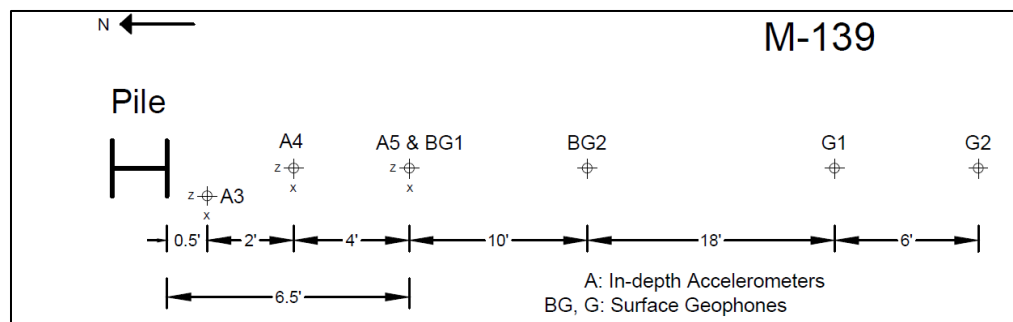 N
M-139
Pile
A4
A5 & BG1
BG2
G1
G2
z
z
z
A3
x
x
x
0.5'
2'
4'
10'
18'
6'
6.5'
A: In-depth Accelerometers
BG, G: Surface Geophones